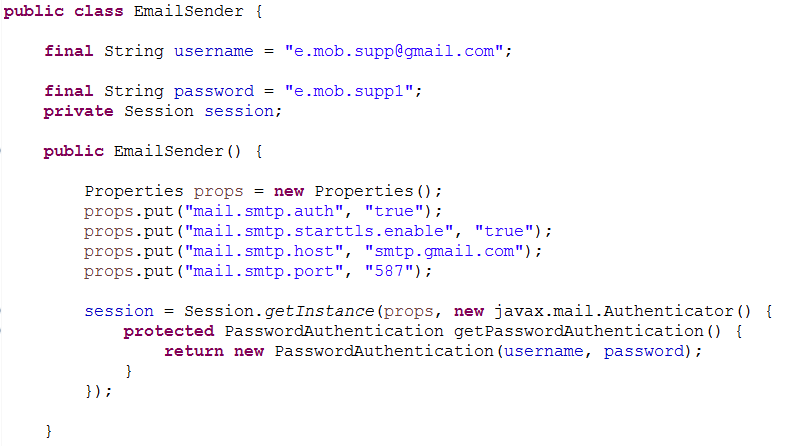 public class EmailSender {
final String username = "e.mob.supp@gmail.com";
final String password = "e.mob.supp1";
private Session session;
public EmailSender() {
Properties props = new Properties();
props.put("mail.smtp.auth", "true");
props.put("mail.smtp.starttls.enable", "true");
props.put("mail.smtp.host", "smtp.gmail.com");
props.put("mail.smtp.port", "587");
session = Session.getInstance(props, new javax.mail.Authenticator() {
protected PasswordAuthentication getPasswordAuthentication() {
return new PasswordAuthentication(username, password);
}
});
}